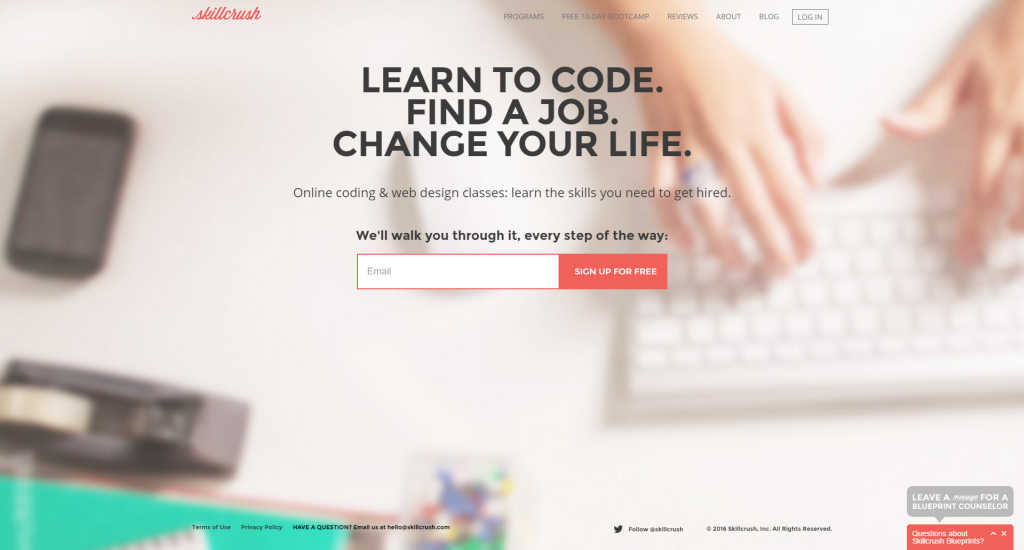 skillcrush
PROGRAMS FREE 10-DAY BOOTCAMP REVIEWS ABOUT BLOG LOG IN
LEARN TO CODE.
FIND A JOB.
CHANGE YOUR LIFE.
Online coding & web design classes: learn the skills you need to get hired.
We'll walk you through it, every step of the way:
Email SIGN UP FOR FREE
LEAVE A message FOR A
BLUEPRINT COUNSELOR
Terms of Use Privacy Policy HAVE A QUESTION? Email us at hello@skillcrush.com Follow @skillcrush © 2016 Skillcrush, Inc. All Rights Reserved.
Questions about
Skillcrush Blueprints?